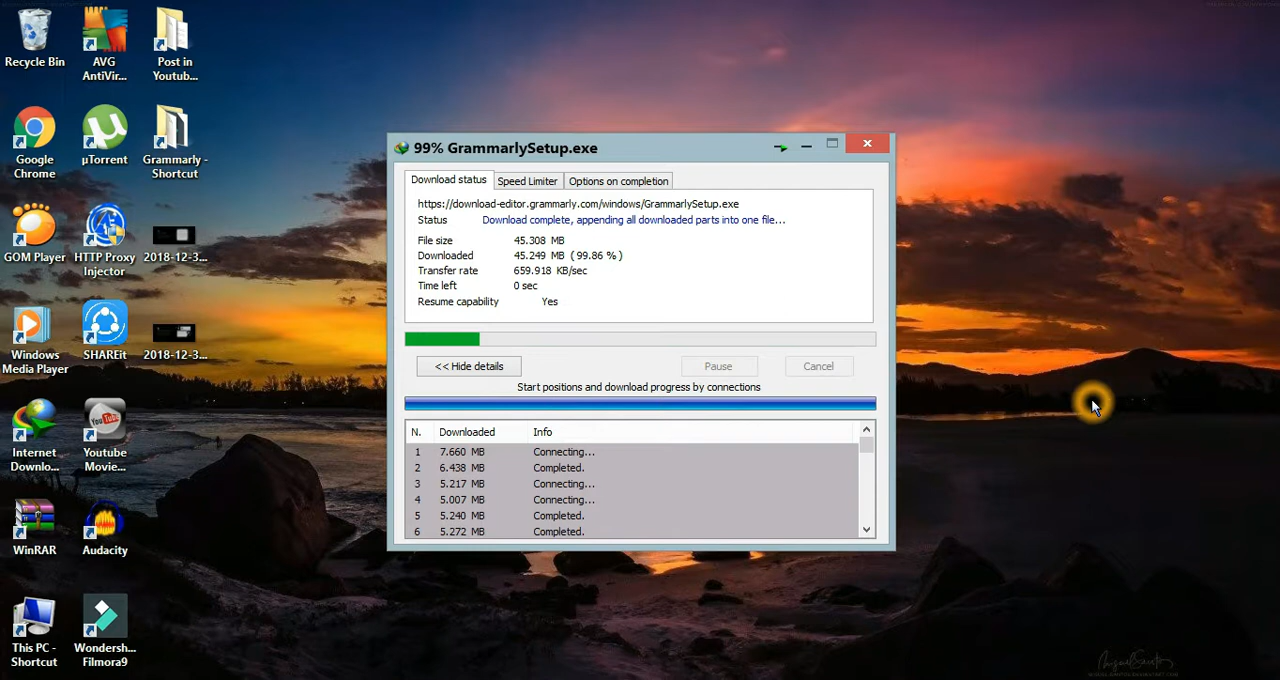 Recycle Bin
AVG
AntiVir...
Post in
Youtub...
Google
Chrome
µTorrent
Grammarly -
Shortcut
GOM Player
HTTP Proxy
Injector
2018-12-3...
Windows
Media Player
SHAREit
2018-12-3...
Internet
Downlo...
Youtube
Movie...
WinRAR
Audacity
This PC -
Shortcut
Wondersh...
Filmora9
99% GrammarlySetup.exe
Download status
Speed Limiter
Options on completion
https://download-editor.grammarly.com/windows/GrammarlySetup.exe
Status Download complete, appending all downloaded parts into one file...
File size 45.308 MB
Downloaded 45.249 MB ( 99.86 % )
Transfer rate 659.918 KB/sec
Time left 0 sec
Resume capability Yes
<< Hide details
Pause
Cancel
Start positions and download progress by connections
N. Downloaded Info
1 7.660 MB Connecting...
2 6.438 MB Completed.
3 5.217 MB Connecting...
4 5.007 MB Connecting...
5 5.240 MB Completed.
6 5.272 MB Completed.